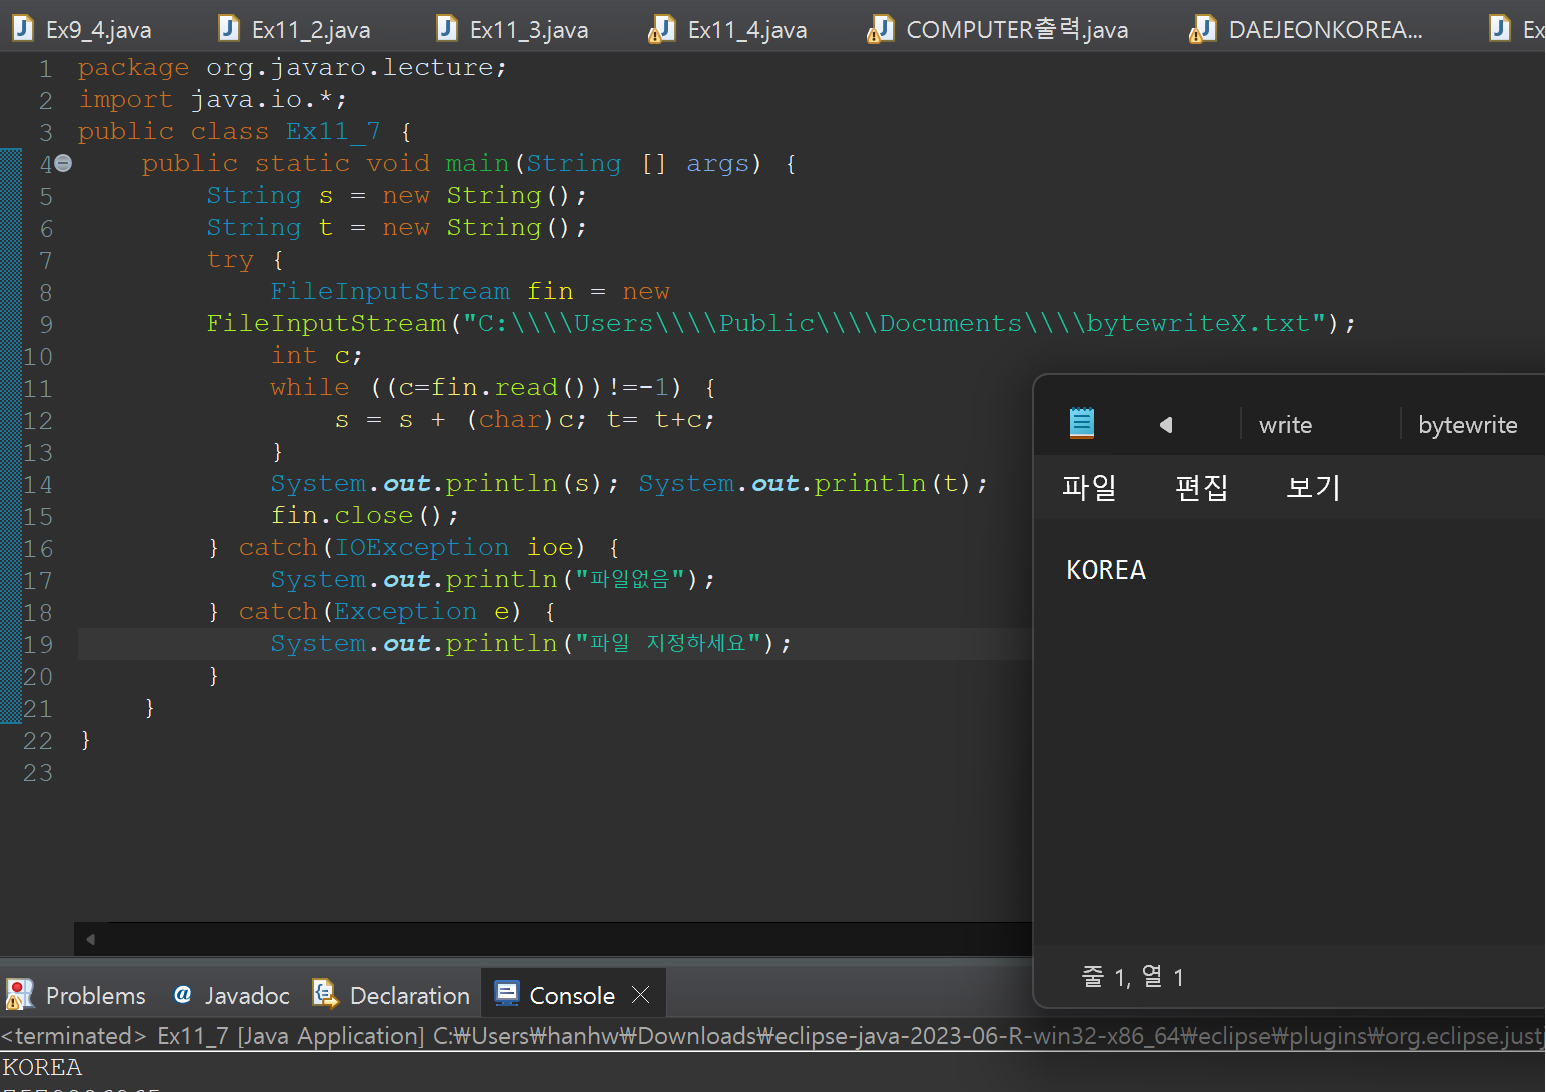 Ex9_4.java Ex11_2.java Ex11_3.java Ex11_4.java COMPUTER출력.java DAEJEONKOREA... Ex
1 package org.javaro.lecture;
2 import java.io.*;
3 public class Ex11_7 {
4 public static void main(String [] args) {
5 String s = new String();
6 String t = new String();
7 try {
8 FileInputStream fin = new
9 FileInputStream("C:\\\\Users\\\\Public\\\\Documents\\\\bytewriteX.txt");
10 int c;
11 while ((c=fin.read())!=-1) {
12 s = s + (char)c; t= t+c;
13 }
14 System.out.println(s); System.out.println(t);
15 fin.close();
16 } catch(IOException ioe) {
17 System.out.println("파일없음");
18 } catch(Exception e) {
19 System.out.println("파일 지정하세요");
20 }
21 }
22 }
23
write bytewrite
파일 편집 보기
KOREA
줄 1, 열 1
Problems Javadoc Declaration Console
<terminated> Ex11_7 [Java Application] C:₩Users₩hanhw₩Downloads₩eclipse-java-2023-06-R-win32-x86_64₩eclipse₩plugins₩org.eclipse.justj
KOREA